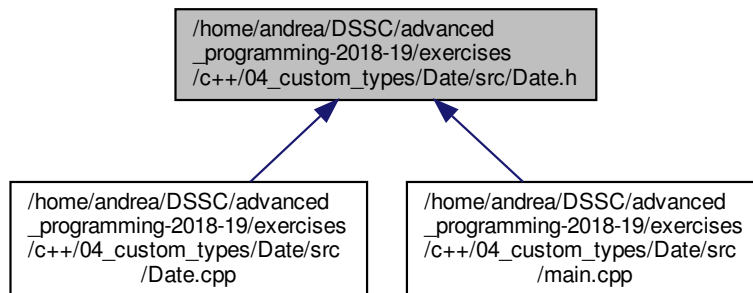 /home/andrea/DSSC/advanced
_programming-2018-19/exercises
/c++/04_custom_types/Date/src/Date.h
/home/andrea/DSSC/advanced
_programming-2018-19/exercises
/c++/04_custom_types/Date/src
/Date.cpp
/home/andrea/DSSC/advanced
_programming-2018-19/exercises
/c++/04_custom_types/Date/src
/main.cpp